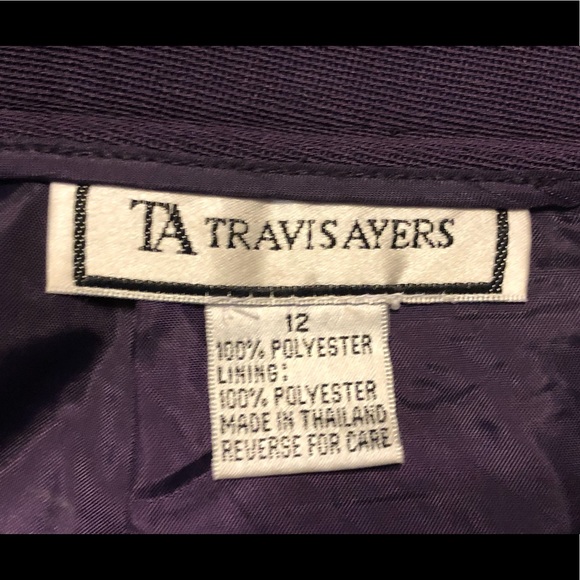 TA TRAVIS AYERS
12
100% POLYESTER
LINING:
100% POLYESTER
MADE IN THAILAND
REVERSE FOR CARE